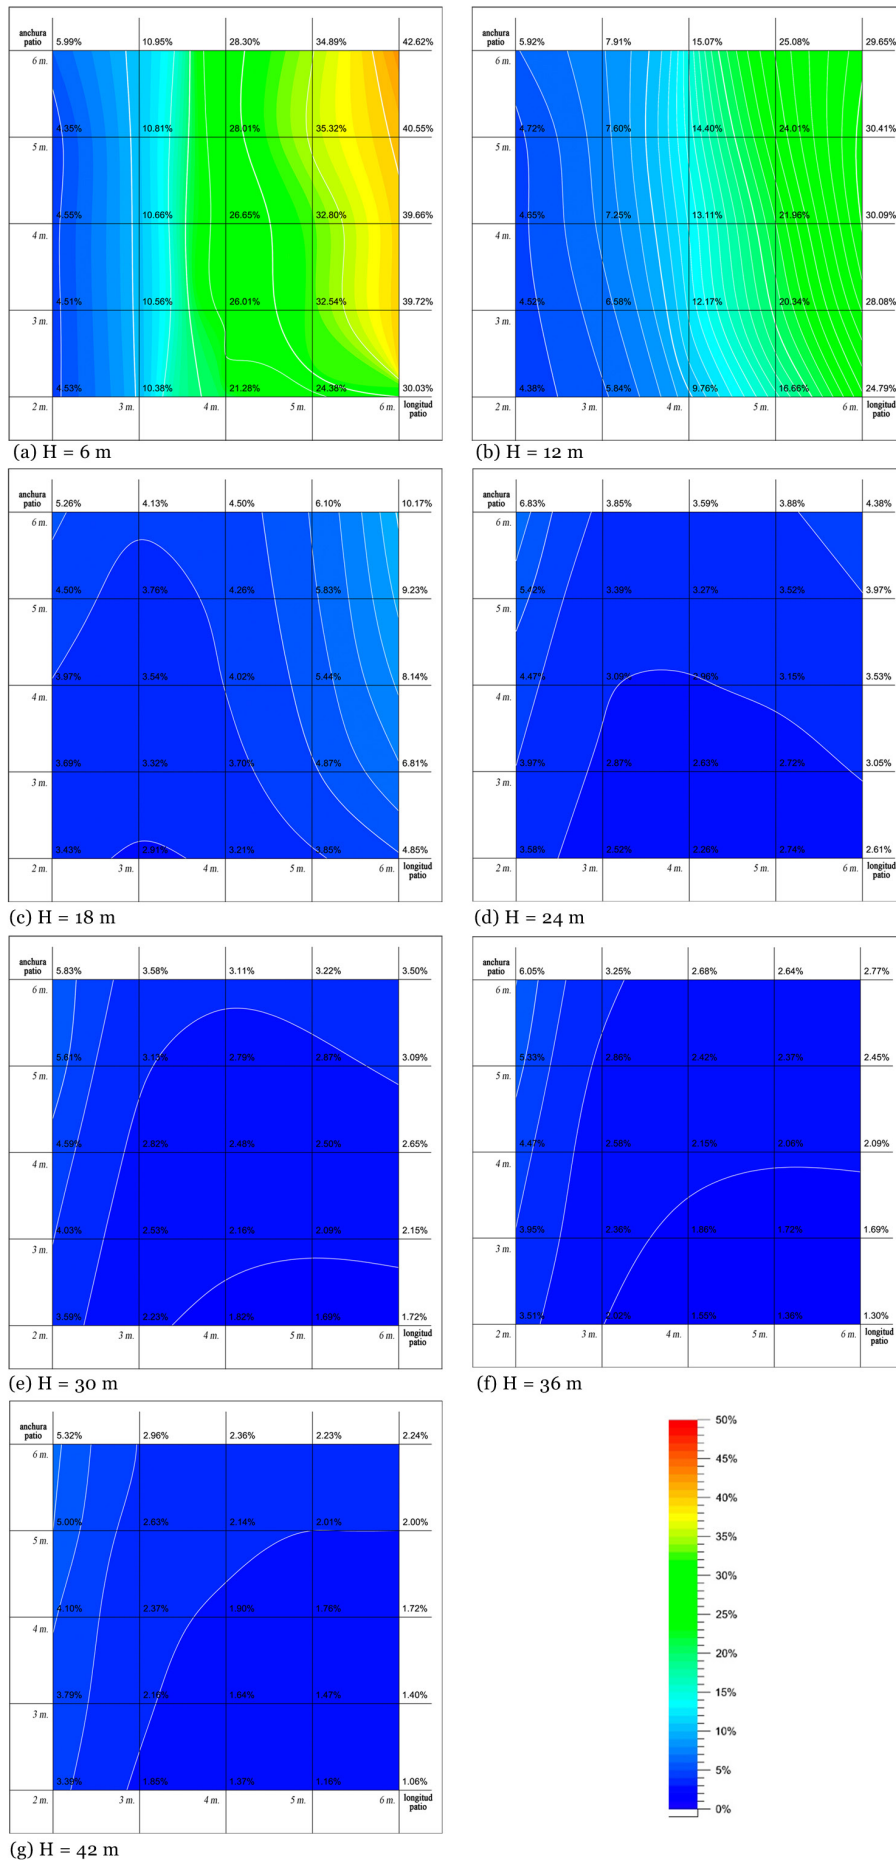 anchura
patio 5.99% 10.95% 28.30% 34.89% 42.62%
6 m.
4.35% 10.81% 28.01% 35.32% 40.55%
5 m.
4.55% 10.66% 26.65% 32.80% 39.66%
4 m.
4.51% 10.56% 26.01% 32.54% 39.72%
3 m.
4.53% 10.38% 21.28% 24.38% 30.03%
2 m. 3 m. 4 m. 5 m. 6 m. longitud
patio
(a) H = 6 m
anchura
patio 5.92% 7.91% 15.07% 25.08% 29.65%
6 m.
4.72% 7.60% 14.40% 24.01% 30.41%
5 m.
4.65% 7.25% 13.11% 21.96% 30.09%
4 m.
4.52% 6.58% 12.17% 20.34% 28.08%
3 m.
4.38% 5.84% 9.76% 16.66% 24.79%
2 m. 3 m. 4 m. 5 m. 6 m. longitud
patio
(b) H = 12 m
anchura
patio 5.26% 4.13% 4.50% 6.10% 10.17%
6 m.
4.50% 3.76% 4.26% 5.83% 9.23%
5 m.
3.97% 3.54% 4.02% 5.44% 8.14%
4 m.
3.69% 3.32% 3.70% 4.87% 6.81%
3 m.
3.43% 2.91% 3.21% 3.85% 4.85%
2 m. 3 m. 4 m. 5 m. 6 m. longitud
patio
(c) H = 18 m
anchura
patio 6.83% 3.85% 3.59% 3.88% 4.38%
6 m.
5.42% 3.39% 3.27% 3.52% 3.97%
5 m.
4.47% 3.09% 2.96% 3.15% 3.53%
4 m.
3.97% 2.87% 2.83% 2.72% 3.05%
3 m.
3.58% 2.52% 2.26% 2.74% 2.61%
2 m. 3 m. 4 m. 5 m. 6 m. longitud
patio
(d) H = 24 m
anchura
patio 5.83% 3.58% 3.11% 3.22% 3.50%
6 m.
5.61% 3.13% 2.79% 2.87% 3.09%
5 m.
4.59% 2.82% 2.46% 2.50% 2.65%
4 m.
4.03% 2.53% 2.16% 2.09% 2.15%
3 m.
3.59% 2.23% 1.82% 1.69% 1.72%
2 m. 3 m. 4 m. 5 m. 6 m. longitud
patio
(e) H = 30 m
anchura
patio 6.05% 3.25% 2.68% 2.64% 2.77%
6 m.
5.33% 2.86% 2.42% 2.37% 2.45%
5 m.
4.47% 2.58% 2.15% 2.08% 2.09%
4 m.
3.95% 2.36% 1.86% 1.72% 1.69%
3 m.
3.51% 2.02% 1.55% 1.36% 1.30%
2 m. 3 m. 4 m. 5 m. 6 m. longitud
patio
(f) H = 36 m
anchura
patio 5.32% 2.96% 2.36% 2.23% 2.24%
6 m.
5.00% 2.63% 2.14% 2.01% 2.00%
5 m.
4.10% 2.37% 1.90% 1.76% 1.72%
4 m.
3.79% 2.16% 1.64% 1.47% 1.40%
3 m.
3.39% 1.85% 1.37% 1.16% 1.06%
2 m. 3 m. 4 m. 5 m. 6 m. longitud
patio
(g) H = 42 m
50%
45%
40%
35%
30%
25%
20%
15%
10%
5%
0%